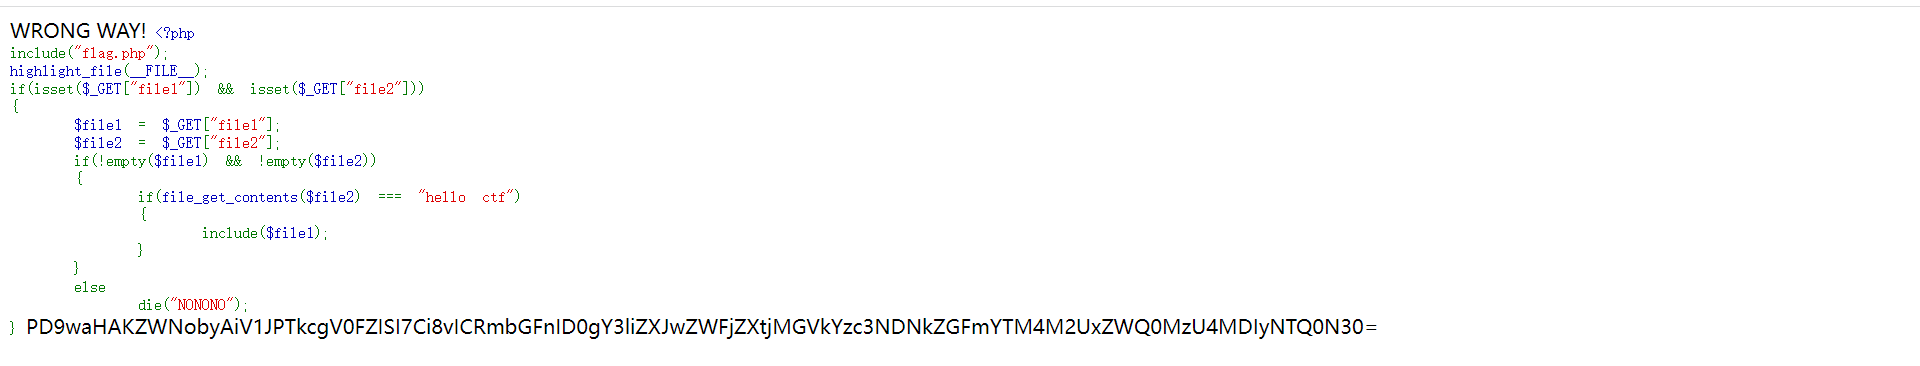 WRONG WAY! <?php
include("flag.php");
highlight_file(__FILE__);
if(isset($_GET["file1"]) && isset($_GET["file2"]))
{
$file1 = $_GET["file1"];
$file2 = $_GET["file2"];
if(!empty($file1) && !empty($file2))
{
if(file_get_contents($file2) === "hello ctf")
{
include($file1);
}
}
else
die("NONONO");
} PD9waHAKZWNobyAiV1JPTkcgV0FZISI7Ci8vICRmbGFnID0gY3liZXJwZWFjZXtjMGVkYzc3NDNkZGFmYTM4M2UxZWQ0MzU4MDIyNTQ0N30=